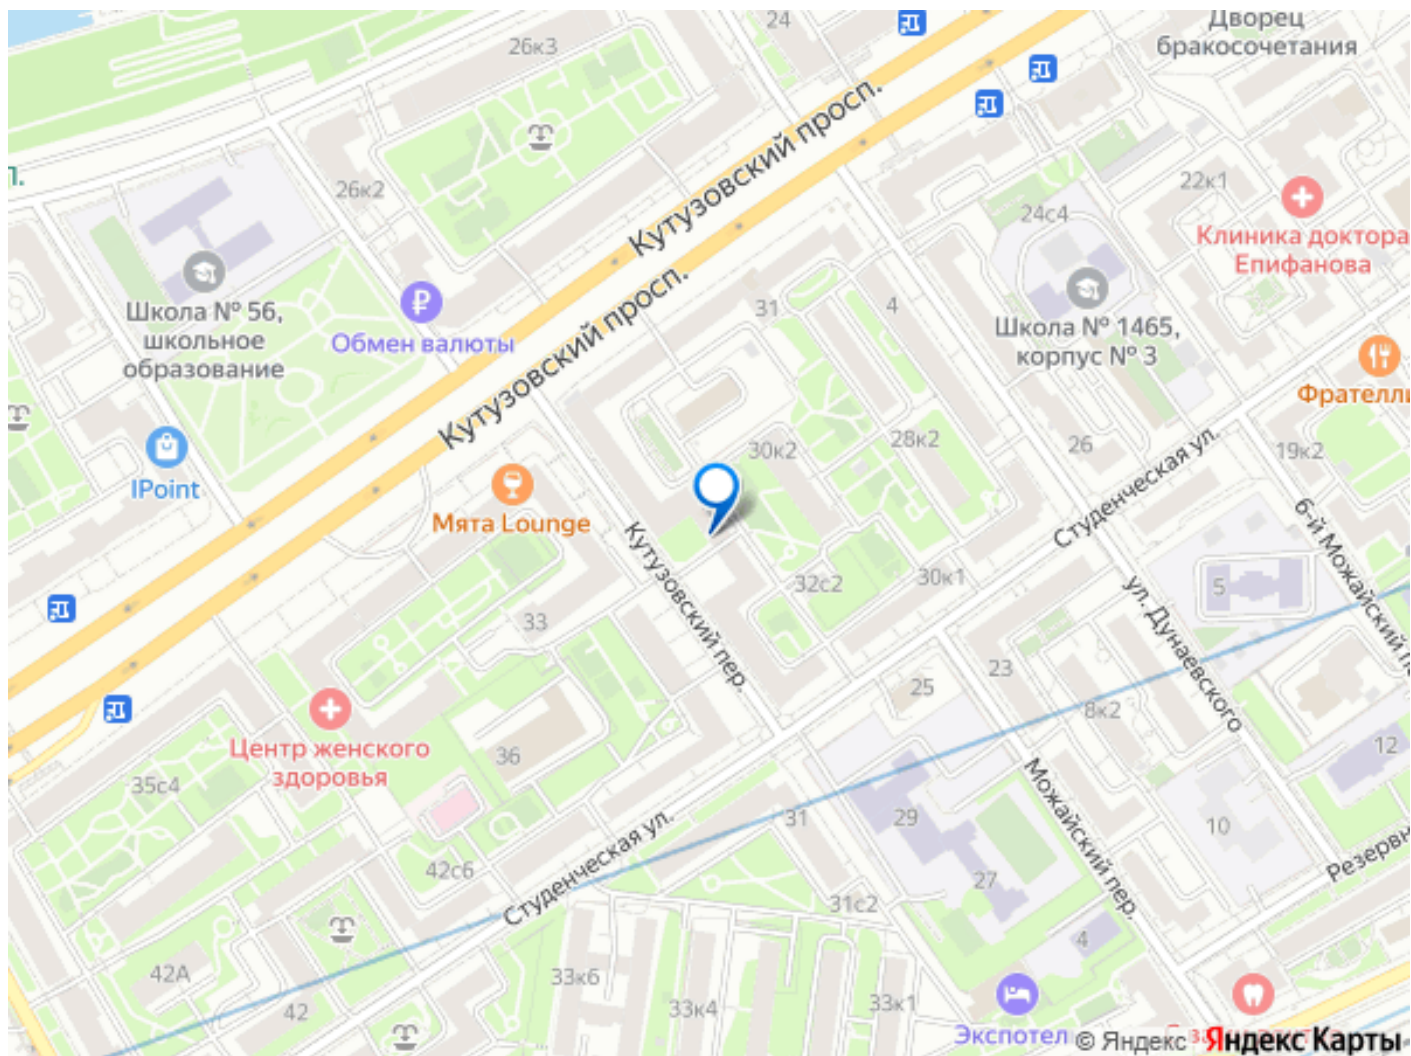 24
Дворец
бракосочетания
26к3
Кутузовский просп.
26к2
22к1
24с4
Клиника доктора
Епифанова
Школа № 56,
школьное
образование
Обмен валюты
31
4
Школа № 1465,
корпус № 3
Кутузовский просп.
Фрателли
IPoint
Мята Lounge
30к2
28к2
26
19к2
Студенческая ул.
6-й Можайский п
Кутузовский пер.
32с2
30к1
5
ул. Дунаевского
33
23
25
8к2
12
Центр женского
здоровья
36
35с4
Можайский пер.
31
29
10
Резервн
Студенческая ул.
42с6
27
31с2
4
42А
42
33к6
33к4
33к1
Экспотел
© Яндекс
Яндекс Карты